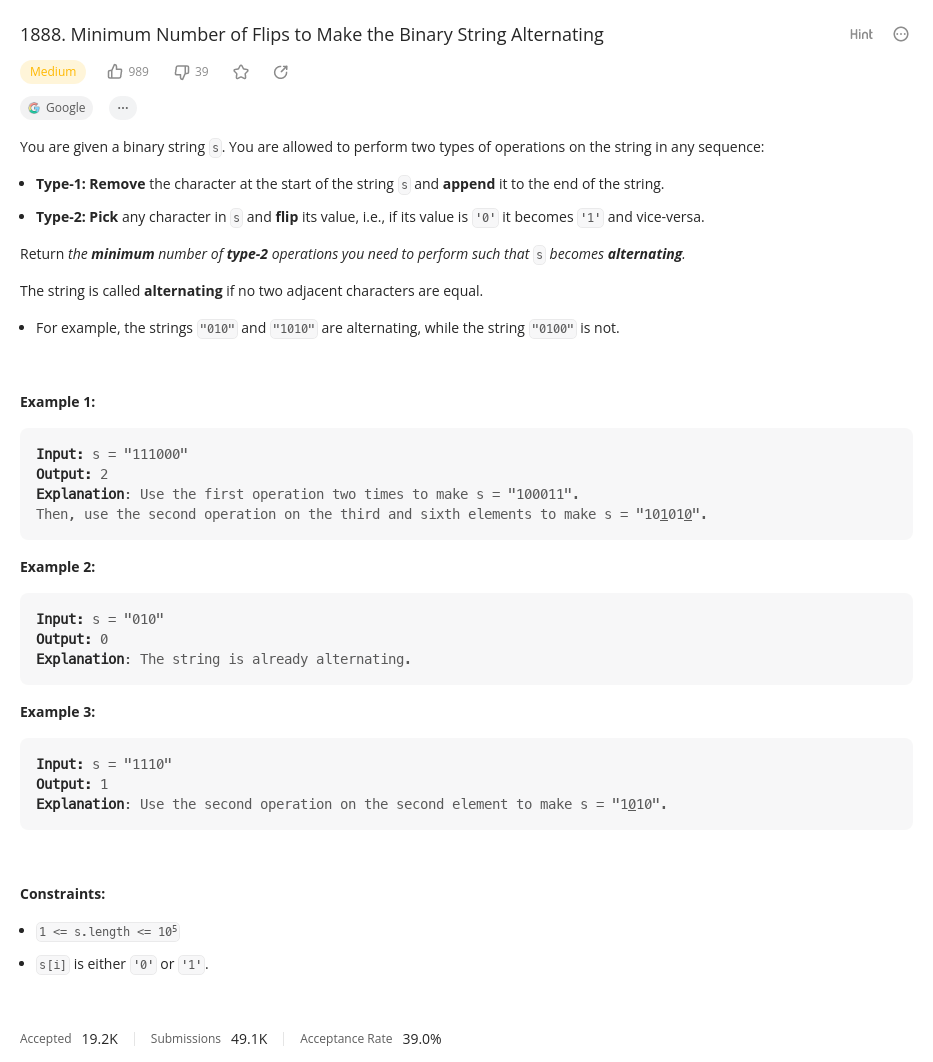 1888. Minimum Number of Flips to Make the Binary String Alternating
Hint
Medium 989 39
Google ...
You are given a binary string s. You are allowed to perform two types of operations on the string in any sequence:
Type-1: Remove the character at the start of the string s and append it to the end of the string.
Type-2: Pick any character in s and flip its value, i.e., if its value is '0' it becomes '1' and vice-versa.
Return the minimum number of type-2 operations you need to perform such that s becomes alternating.
The string is called alternating if no two adjacent characters are equal.
For example, the strings "010" and "1010" are alternating, while the string "0100" is not.
Example 1:
Input: s = "111000"
Output: 2
Explanation: Use the first operation two times to make s = "100011".
Then, use the second operation on the third and sixth elements to make s = "101010".
Example 2:
Input: s = "010"
Output: 0
Explanation: The string is already alternating.
Example 3:
Input: s = "1110"
Output: 1
Explanation: Use the second operation on the second element to make s = "1010".
Constraints:
1 <= s.length <= 10⁵
s[i] is either '0' or '1'.
Accepted 19.2K Submissions 49.1K Acceptance Rate 39.0%